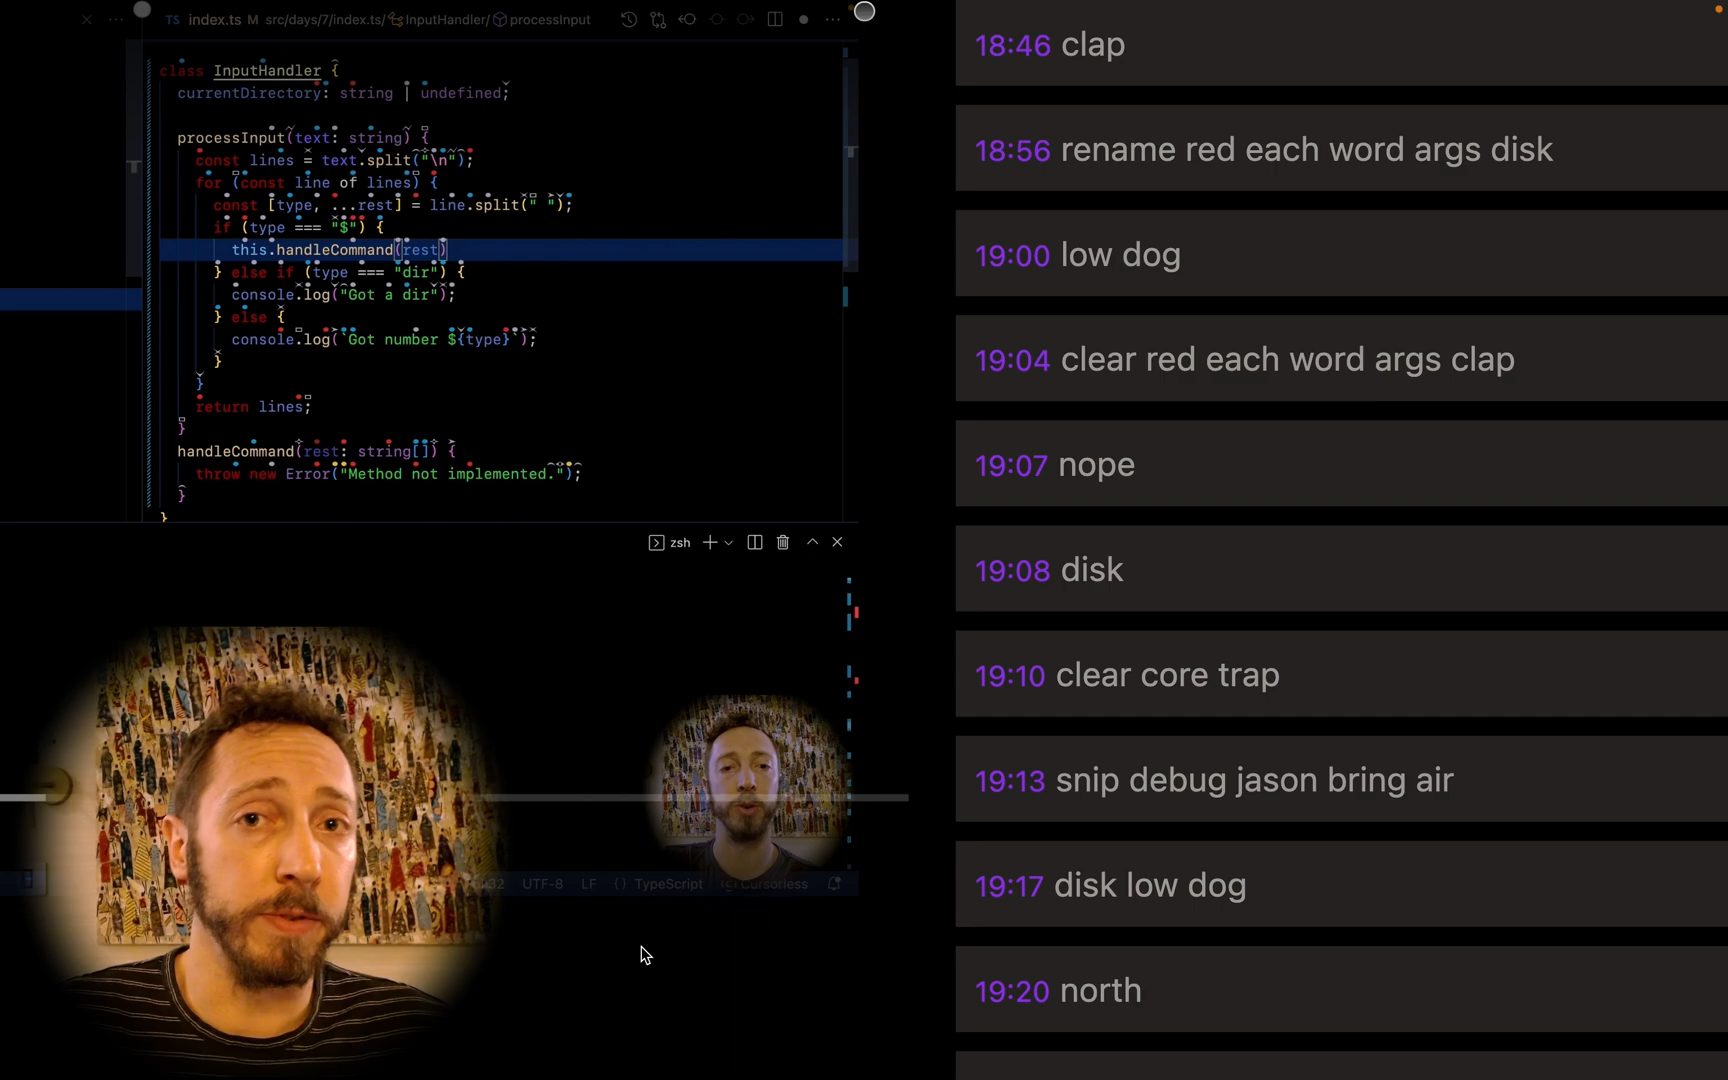 TS index.ts M src/days/7/index.ts/ InputHandler/ processInput
class InputHandler {
currentDirectory: string | undefined;
processInput(text: string) {
const lines = text.split("\n");
for (const line of lines) {
const [type, ...rest] = line.split(" ");
if (type === "$") {
this.handleCommand(rest)
} else if (type === "dir") {
console.log("Got a dir");
} else {
console.log(`Got number ${type}`);
}
}
return lines;
}
handleCommand(rest: string[]) {
throw new Error("Method not implemented.");
}
}
zsh
UTF-8 LF {} TypeScript Cursorless
18:46 clap
18:56 rename red each word args disk
19:00 low dog
19:04 clear red each word args clap
19:07 nope
19:08 disk
19:10 clear core trap
19:13 snip debug jason bring air
19:17 disk low dog
19:20 north